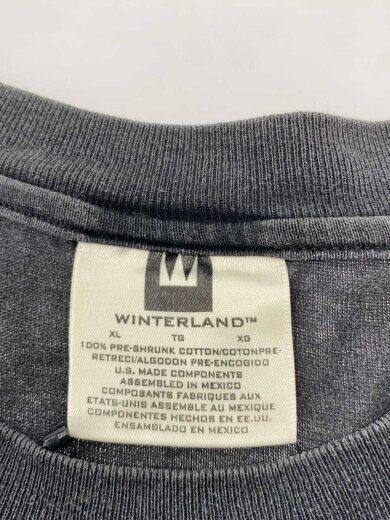 WINTERLAND™
XL TG XG
100% PRE-SHRUNK COTTON/COTONPRE-
RETRECI/ALGODON PRE-ENCOGIDO
U.S. MADE COMPONENTS
ASSEMBLED IN MEXICO
COMPOSANTS FABRIQUES AUX
ETATS-UNIS ASSEMBLE AU MEXIQUE
COMPONENTES HECHOS EN EE.UU.
ENSAMBLADO EN MEXICO